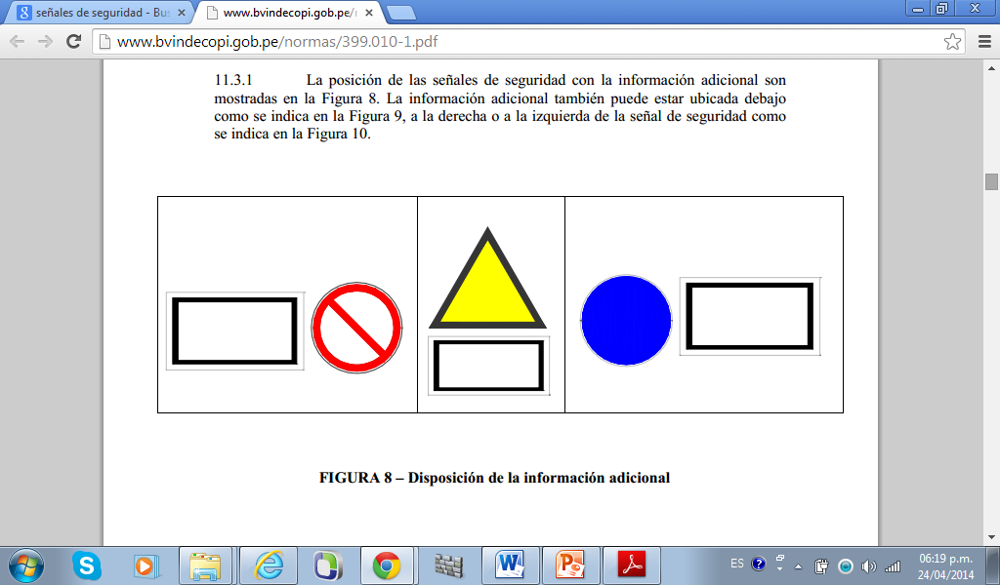 señales de seguridad - Bus
www.bvindecopi.gob.pe/
www.bvindecopi.gob.pe/normas/399.010-1.pdf
11.3.1 La posición de las señales de seguridad con la información adicional son
mostradas en la Figura 8. La información adicional también puede estar ubicada debajo
como se indica en la Figura 9, a la derecha o a la izquierda de la señal de seguridad como
se indica en la Figura 10.
FIGURA 8 – Disposición de la información adicional
ES
06:19 p.m.
24/04/2014